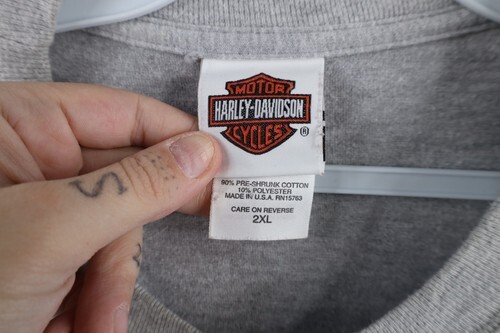 MOTOR
HARLEY-DAVIDSON
CYCLES ®
90% PRE-SHRUNK COTTON
10% POLYESTER
MADE IN U.S.A. RN15763
CARE ON REVERSE
2XL